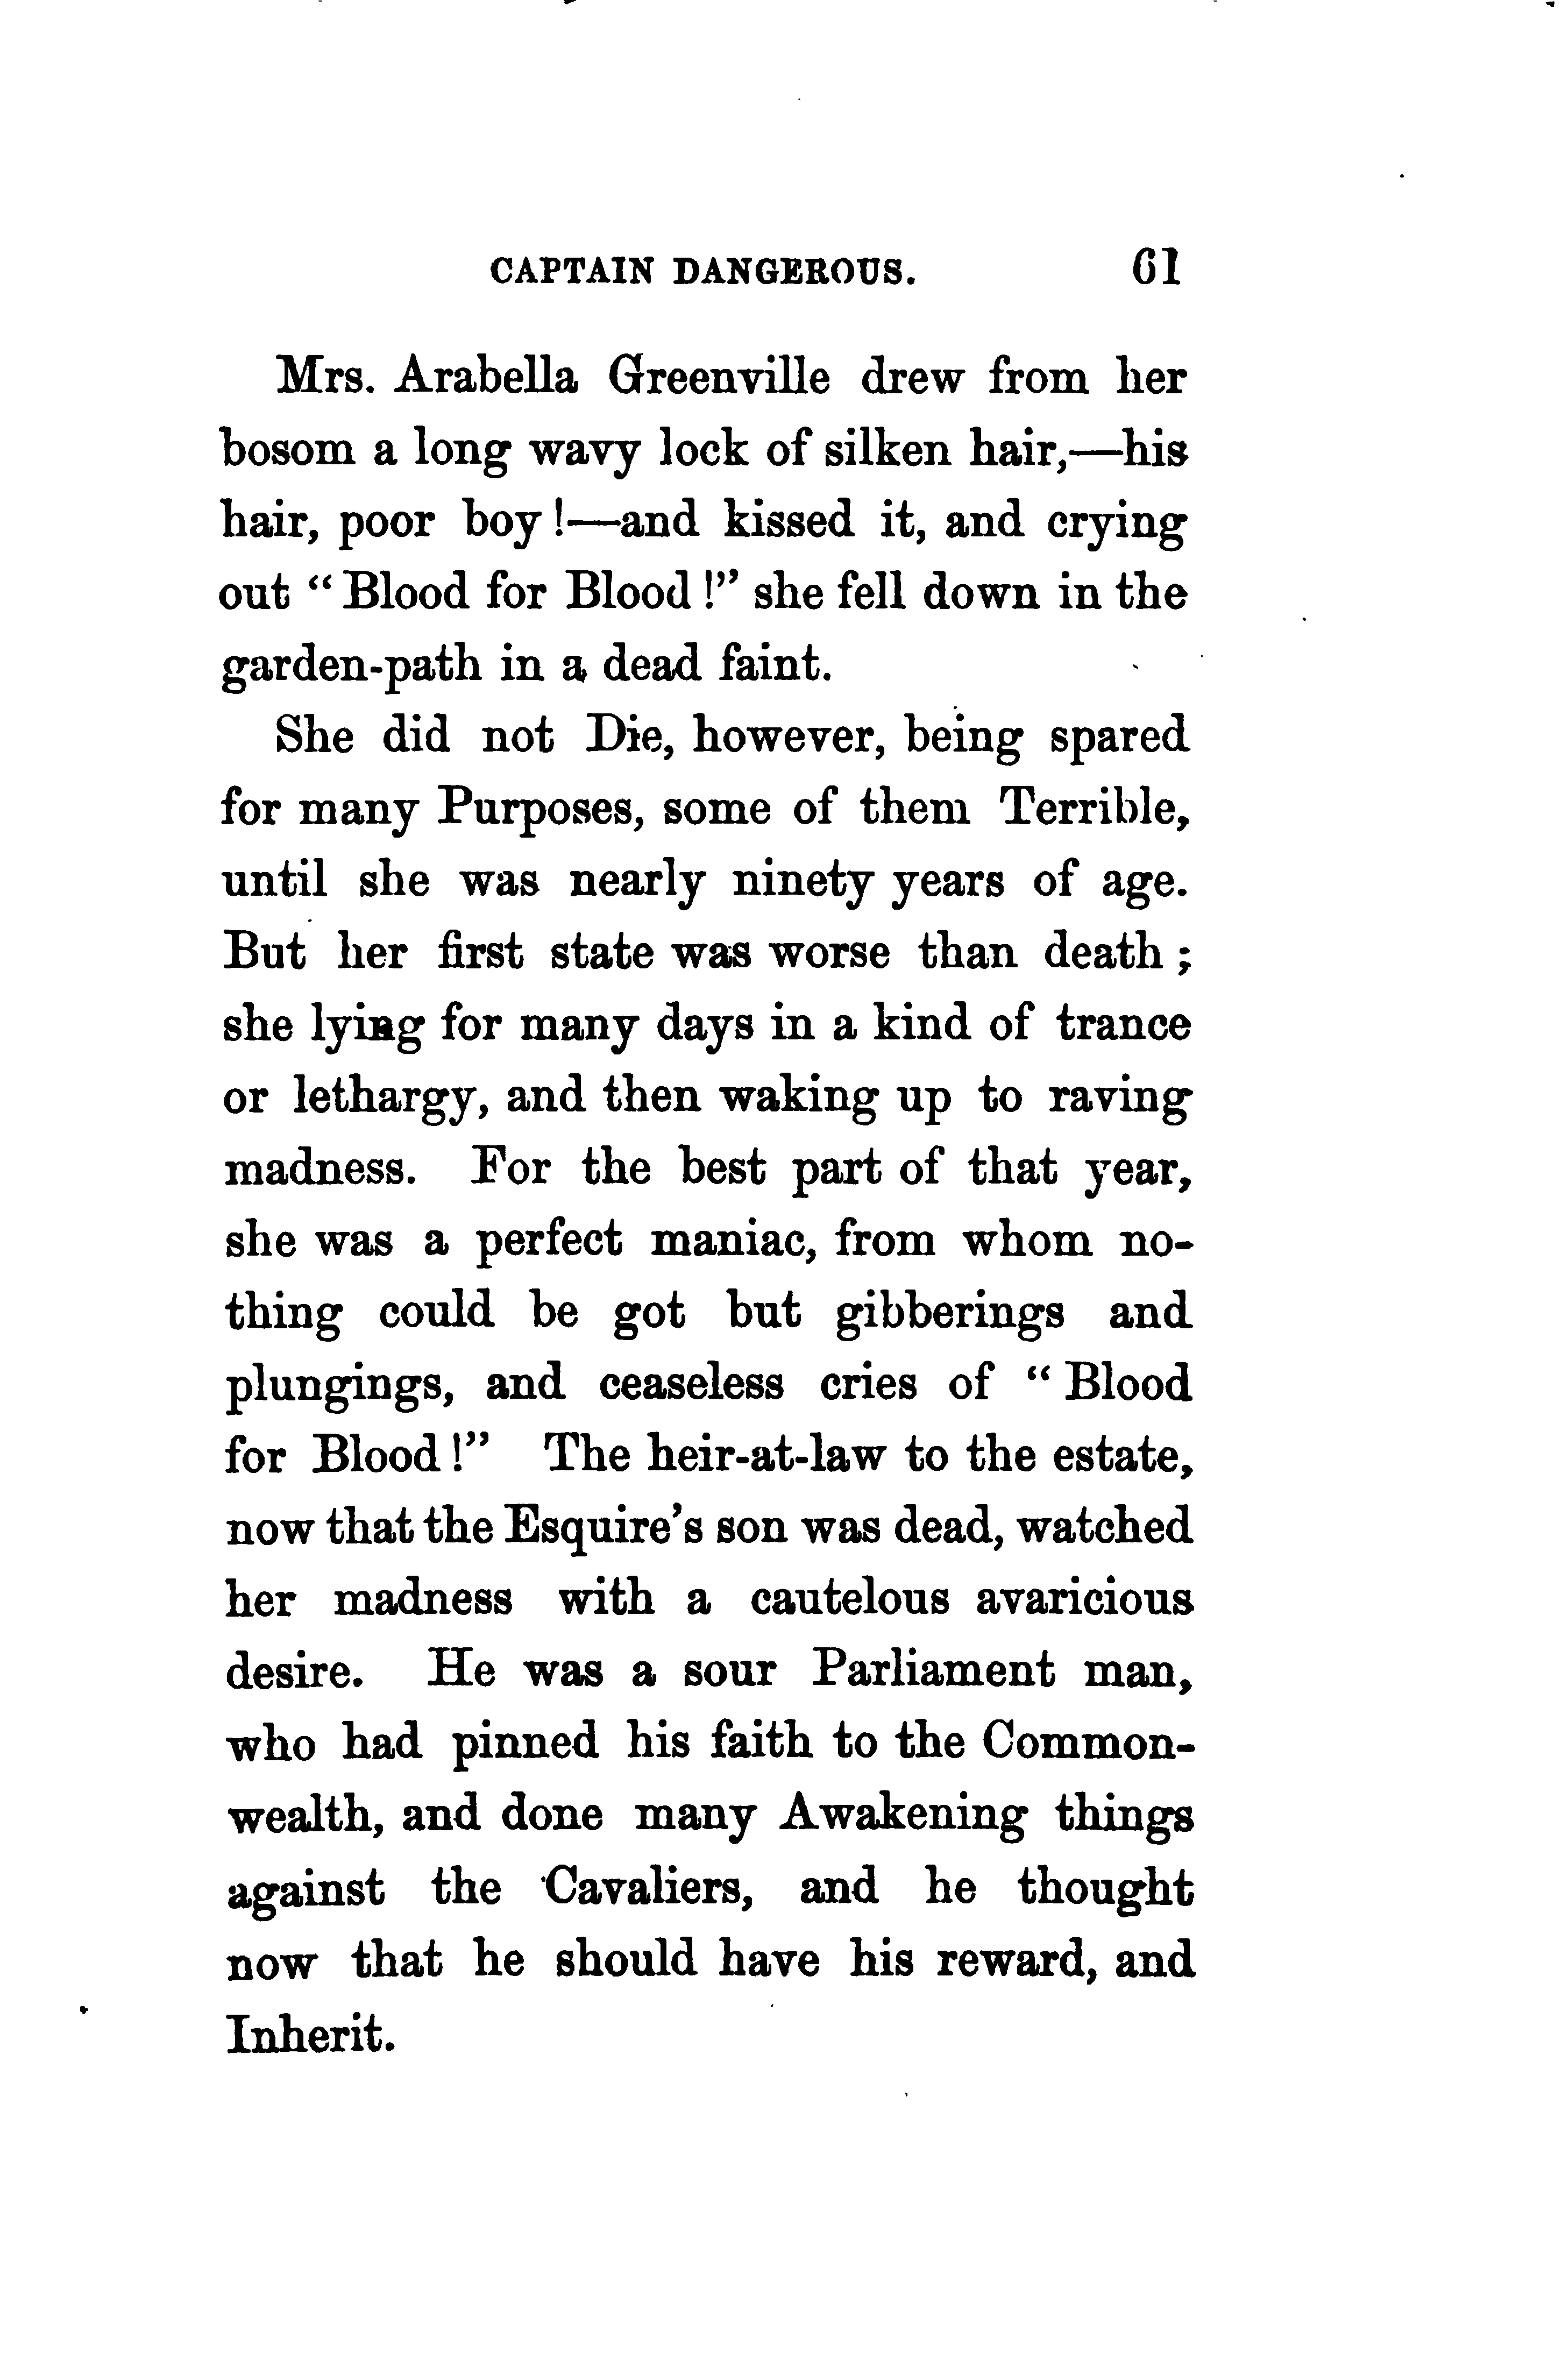 CAPTAIN DANGEROUS. 61
Mrs. Arabella Greenville drew from her
bosom a long wavy lock of silken hair,—his
hair, poor boy!—and kissed it, and crying
out "Blood for Blood!" she fell down in the
garden-path in a dead faint.
She did not Die, however, being spared
for many Purposes, some of them Terrible,
until she was nearly ninety years of age.
But her first state was worse than death;
she lying for many days in a kind of trance
or lethargy, and then waking up to raving
madness. For the best part of that year,
she was a perfect maniac, from whom no-
thing could be got but gibberings and
plungings, and ceaseless cries of "Blood
for Blood!" The heir-at-law to the estate,
now that the Esquire's son was dead, watched
her madness with a cautelous avaricious
desire. He was a sour Parliament man,
who had pinned his faith to the Common-
wealth, and done many Awakening things
against the Cavaliers, and he thought
now that he should have his reward, and
Inherit.